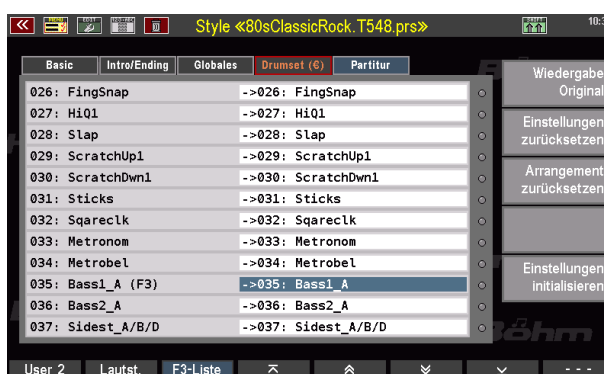 Style «80sClassicRock.T548.prs»
Basic Intro/Ending Globales Drumset (€) Partitur
026: FingSnap ->026: FingSnap
027: HiQ1 ->027: HiQ1
028: Slap ->028: Slap
029: ScratchUp1 ->029: ScratchUp1
030: ScratchDwn1 ->030: ScratchDwn1
031: Sticks ->031: Sticks
032: Sqareclk ->032: Sqareclk
033: Metronom ->033: Metronom
034: Metrobel ->034: Metrobel
035: Bass1_A (F3) ->035: Bass1_A
036: Bass2_A ->036: Bass2_A
037: Sidest_A/B/D ->037: Sidest_A/B/D
Wiedergabe
Original
Einstellungen
zurücksetzen
Arrangement
zurücksetzen
Einstellungen
initialisieren
Böhm
User 2 Lautst. F3-Liste ---